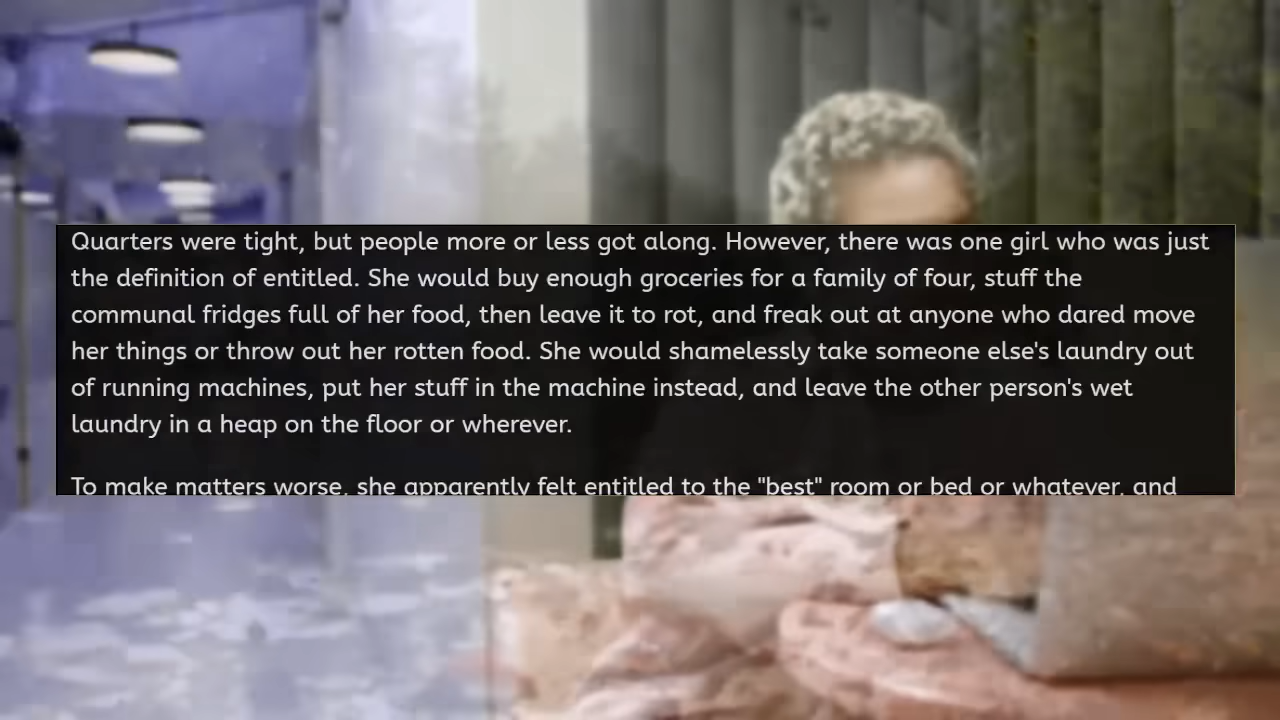 Quarters were tight, but people more or less got along. However, there was one girl who was just
the definition of entitled. She would buy enough groceries for a family of four, stuff the
communal fridges full of her food, then leave it to rot, and freak out at anyone who dared move
her things or throw out her rotten food. She would shamelessly take someone else's laundry out
of running machines, put her stuff in the machine instead, and leave the other person's wet
laundry in a heap on the floor or wherever.
To make matters worse, she apparently felt entitled to the "best" room or bed or whatever, and